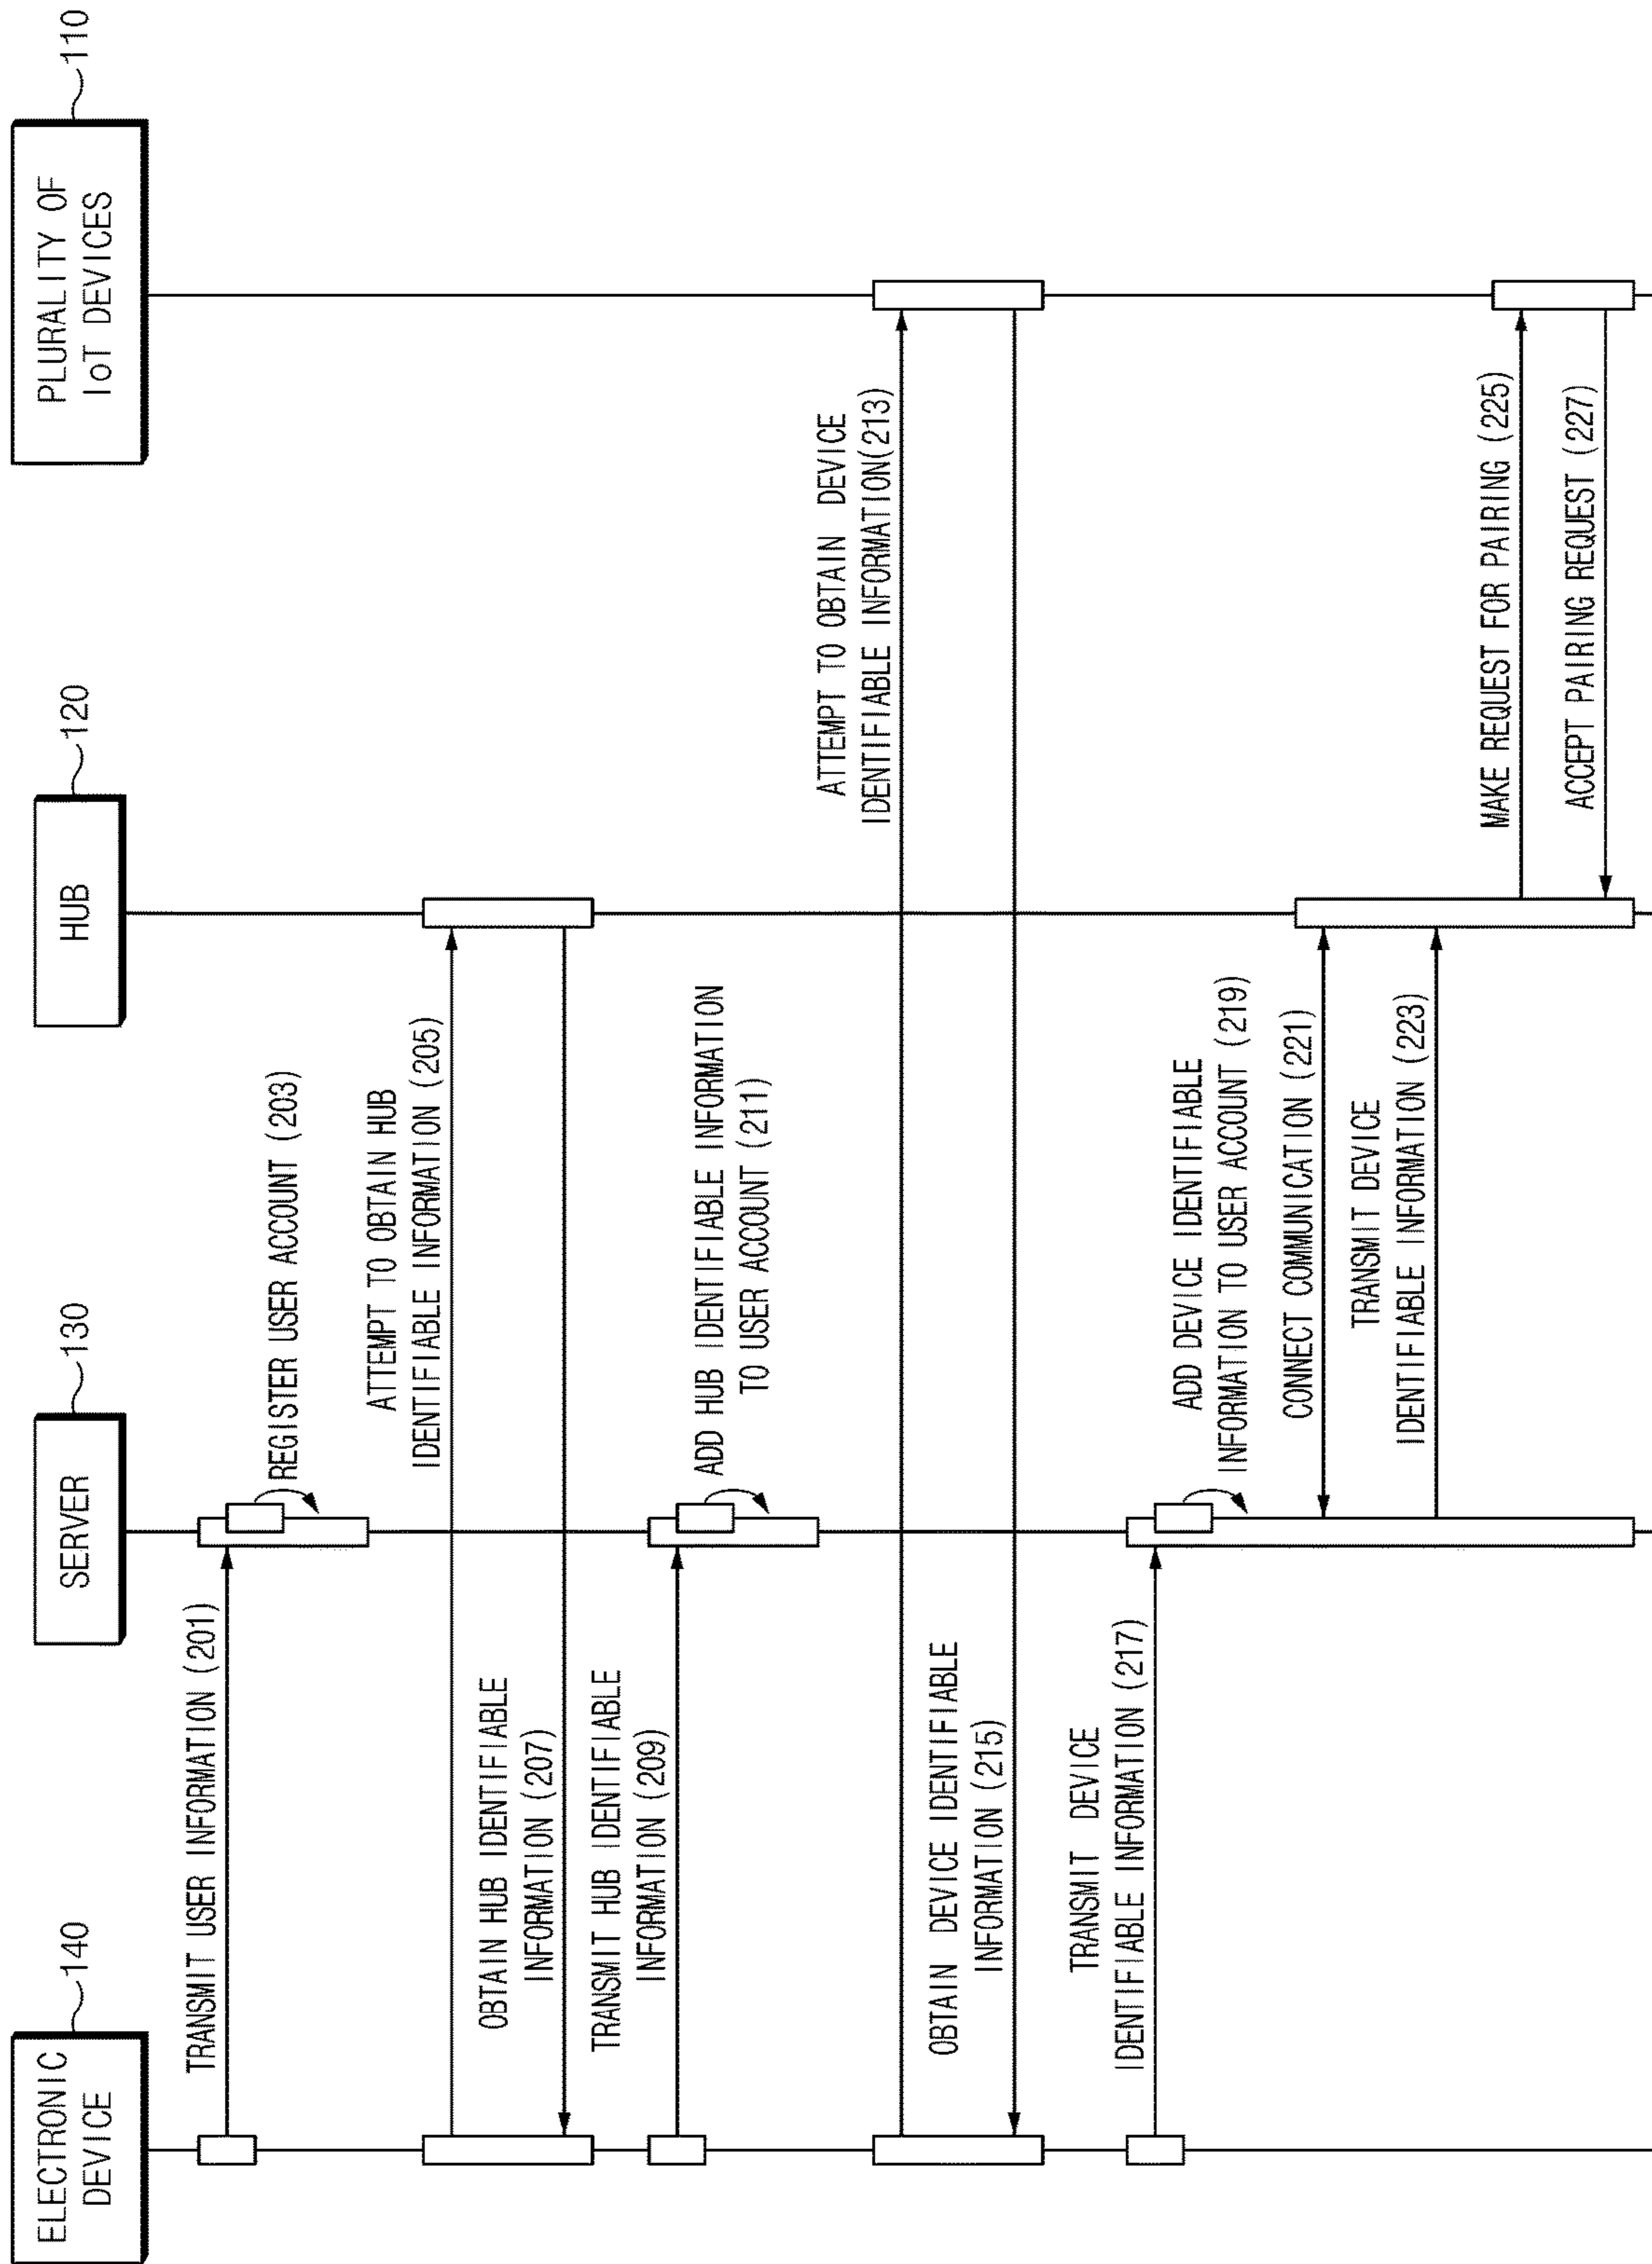 ELECTRONIC
DEVICE
140
SERVER
130
HUB
120
PLURALITY OF
IoT DEVICES
110
TRANSMIT USER INFORMATION (201)
REGISTER USER ACCOUNT (203)
ATTEMPT TO OBTAIN HUB
IDENTIFIABLE INFORMATION (205)
OBTAIN HUB IDENTIFIABLE
INFORMATION (207)
TRANSMIT HUB IDENTIFIABLE
INFORMATION (209)
ADD HUB IDENTIFIABLE INFORMATION
TO USER ACCOUNT (211)
ATTEMPT TO OBTAIN DEVICE
IDENTIFIABLE INFORMATION(213)
OBTAIN DEVICE IDENTIFIABLE
INFORMATION (215)
TRANSMIT DEVICE
IDENTIFIABLE INFORMATION (217)
ADD DEVICE IDENTIFIABLE
INFORMATION TO USER ACCOUNT (219)
CONNECT COMMUNICATION (221)
TRANSMIT DEVICE
IDENTIFIABLE INFORMATION (223)
MAKE REQUEST FOR PAIRING (225)
ACCEPT PAIRING REQUEST (227)